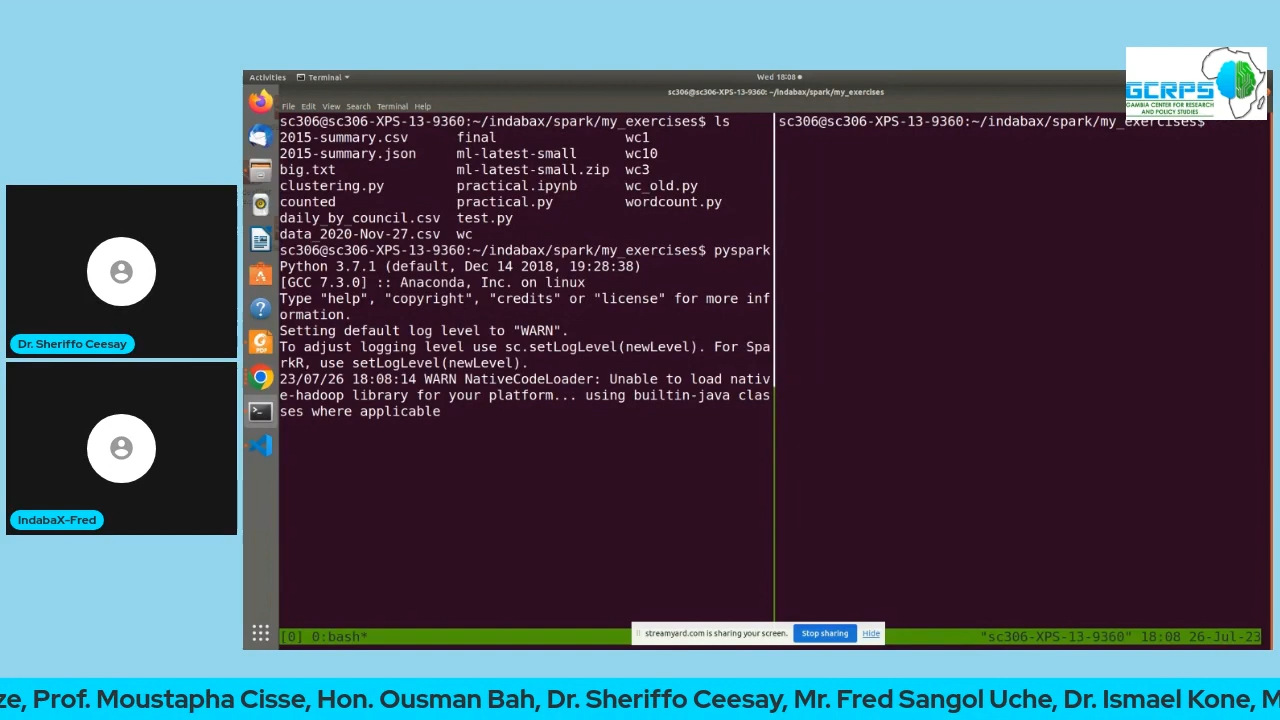 Activities Terminal Wed 18:08
sc306@sc306-XPS-13-9360: ~/indabax/spark/my_exercises
File Edit View Search Terminal Help
GCRPS
GAMBIA CENTER FOR RESEARCH
AND POLICY STUDIES
sc306@sc306-XPS-13-9360:~/indabax/spark/my_exercises$ ls
2015-summary.csv final wc1
2015-summary.json ml-latest-small wc10
big.txt ml-latest-small.zip wc3
clustering.py practical.ipynb wc_old.py
counted practical.py wordcount.py
daily_by_council.csv test.py
data_2020-Nov-27.csv wc
sc306@sc306-XPS-13-9360:~/indabax/spark/my_exercises$ pyspark
Python 3.7.1 (default, Dec 14 2018, 19:28:38)
[GCC 7.3.0] :: Anaconda, Inc. on linux
Type "help", "copyright", "credits" or "license" for more inf
ormation.
Setting default log level to "WARN".
To adjust logging level use sc.setLogLevel(newLevel). For Spa
rkR, use setLogLevel(newLevel).
23/07/26 18:08:14 WARN NativeCodeLoader: Unable to load nativ
e-hadoop library for your platform... using builtin-java clas
ses where applicable
sc306@sc306-XPS-13-9360:~/indabax/spark/my_exercises$
Dr. Sheriffo Ceesay
IndabaX-Fred
[0] 0:bash*
streamyard.com is sharing your screen. Stop sharing Hide
"sc306-XPS-13-9360" 18:08 26-Jul-23
ze, Prof. Moustapha Cisse, Hon. Ousman Bah, Dr. Sheriffo Ceesay, Mr. Fred Sangol Uche, Dr. Ismael Kone, M